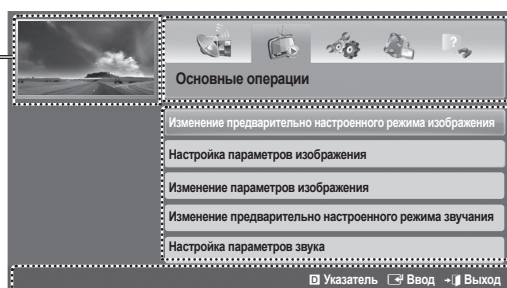 Основные операции
Изменение предварительно настроенного режима изображения
Настройка параметров изображения
Изменение параметров изображения
Изменение предварительно настроенного режима звучания
Настройка параметров звука
D Указатель Ввод Выход